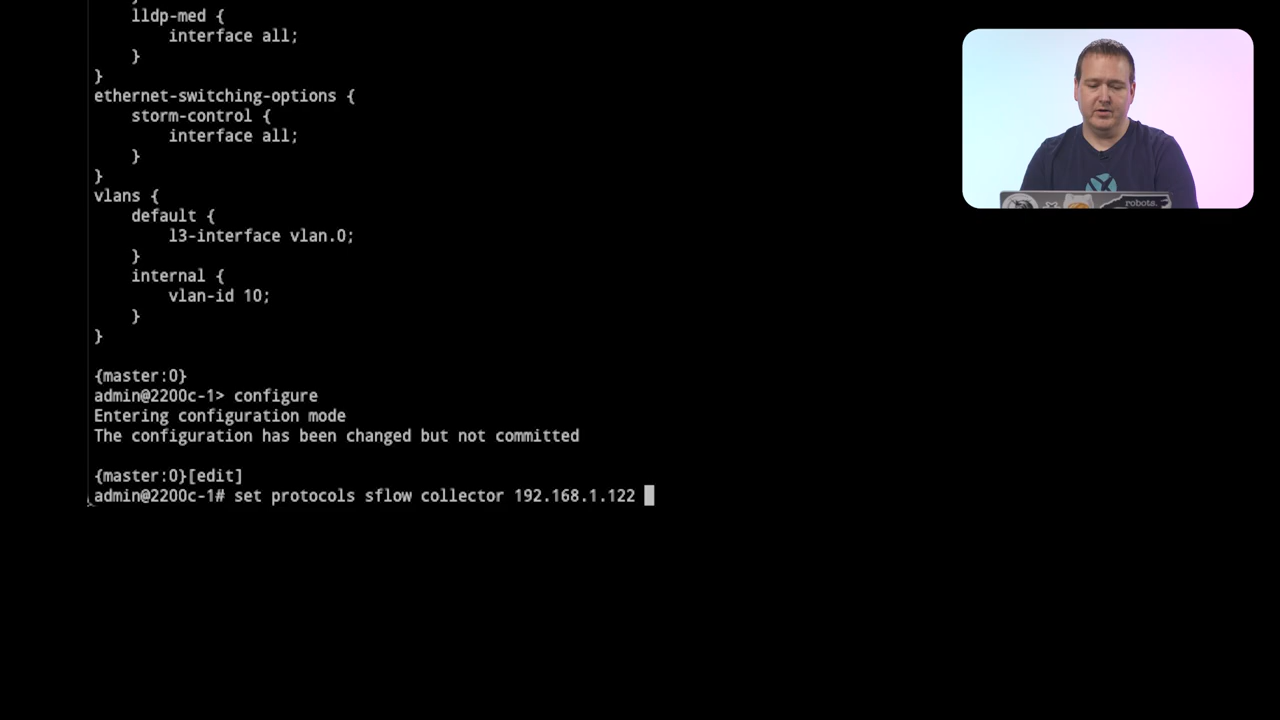 lldp-med {
interface all;
}
}
ethernet-switching-options {
storm-control {
interface all;
}
}
vlans {
default {
l3-interface vlan.0;
}
internal {
vlan-id 10;
}
}
{master:0}
admin@2200c-1> configure
Entering configuration mode
The configuration has been changed but not committed
{master:0}[edit]
admin@2200c-1# set protocols sflow collector 192.168.1.122
robots.